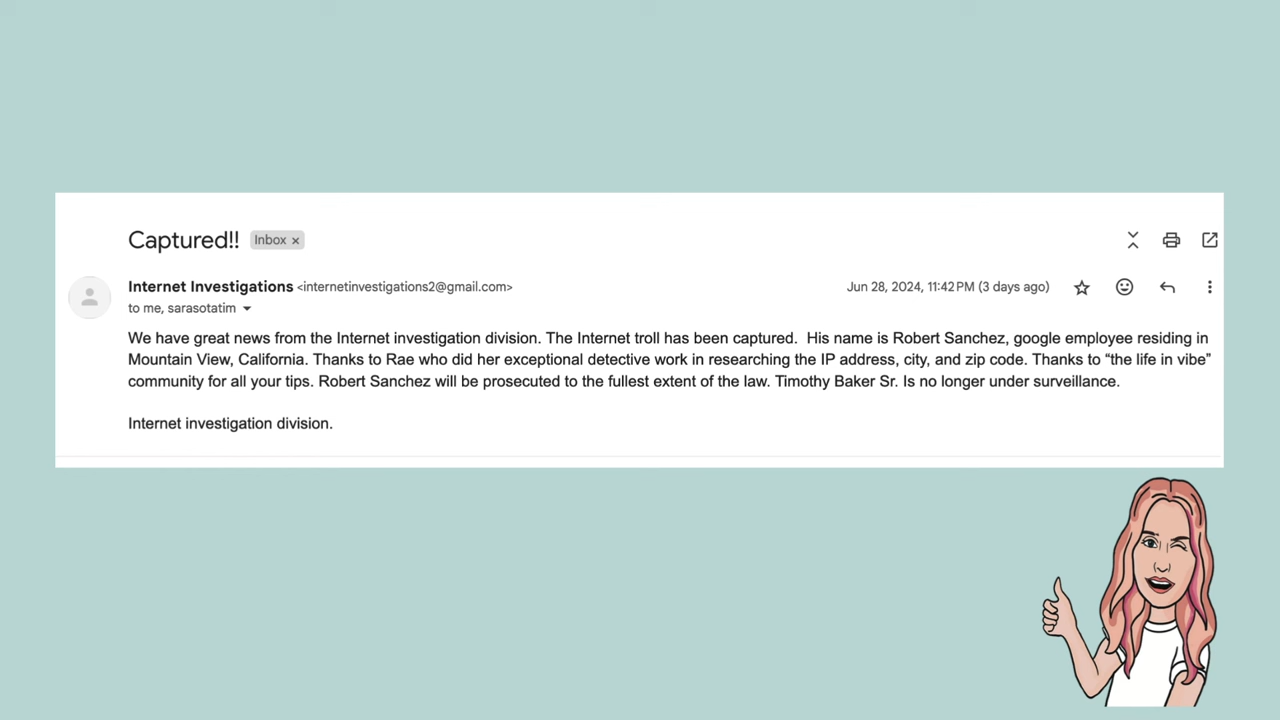 Captured!! Inbox ×
Internet Investigations <internetinvestigations2@gmail.com> Jun 28, 2024, 11:42 PM (3 days ago)
to me, sarasotatim
We have great news from the Internet investigation division. The Internet troll has been captured.  His name is Robert Sanchez, google employee residing in
Mountain View, California. Thanks to Rae who did her exceptional detective work in researching the IP address, city, and zip code. Thanks to “the life in vibe”
community for all your tips. Robert Sanchez will be prosecuted to the fullest extent of the law. Timothy Baker Sr. Is no longer under surveillance.
Internet investigation division.